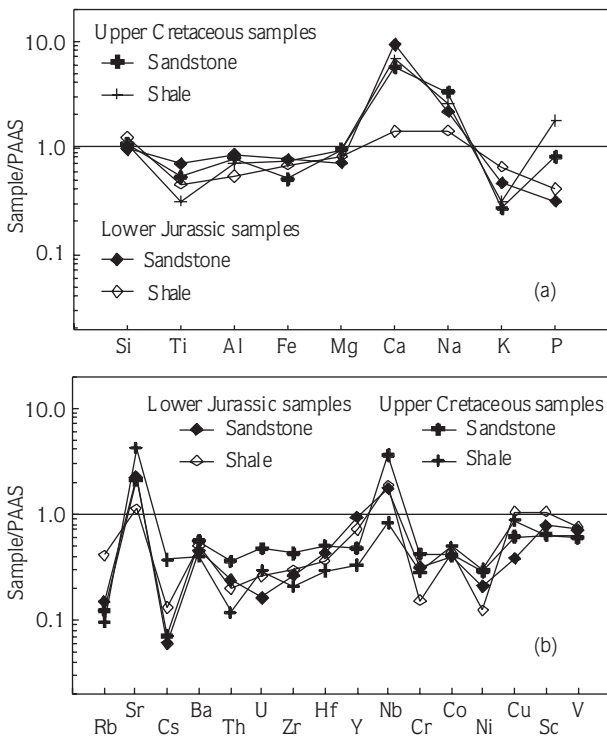 10.0
1.0
0.1
Sample/PAAS
Upper Cretaceous samples
Sandstone
Shale
Lower Jurassic samples
Sandstone
Shale
(a)
Si Ti Al Fe Mg Ca Na K P
10.0
1.0
0.1
Sample/PAAS
Lower Jurassic samples
Sandstone
Shale
Upper Cretaceous samples
Sandstone
Shale
(b)
Rb Sr Cs Ba Th U Zr Hf Y Nb Cr Co Ni Cu Sc V